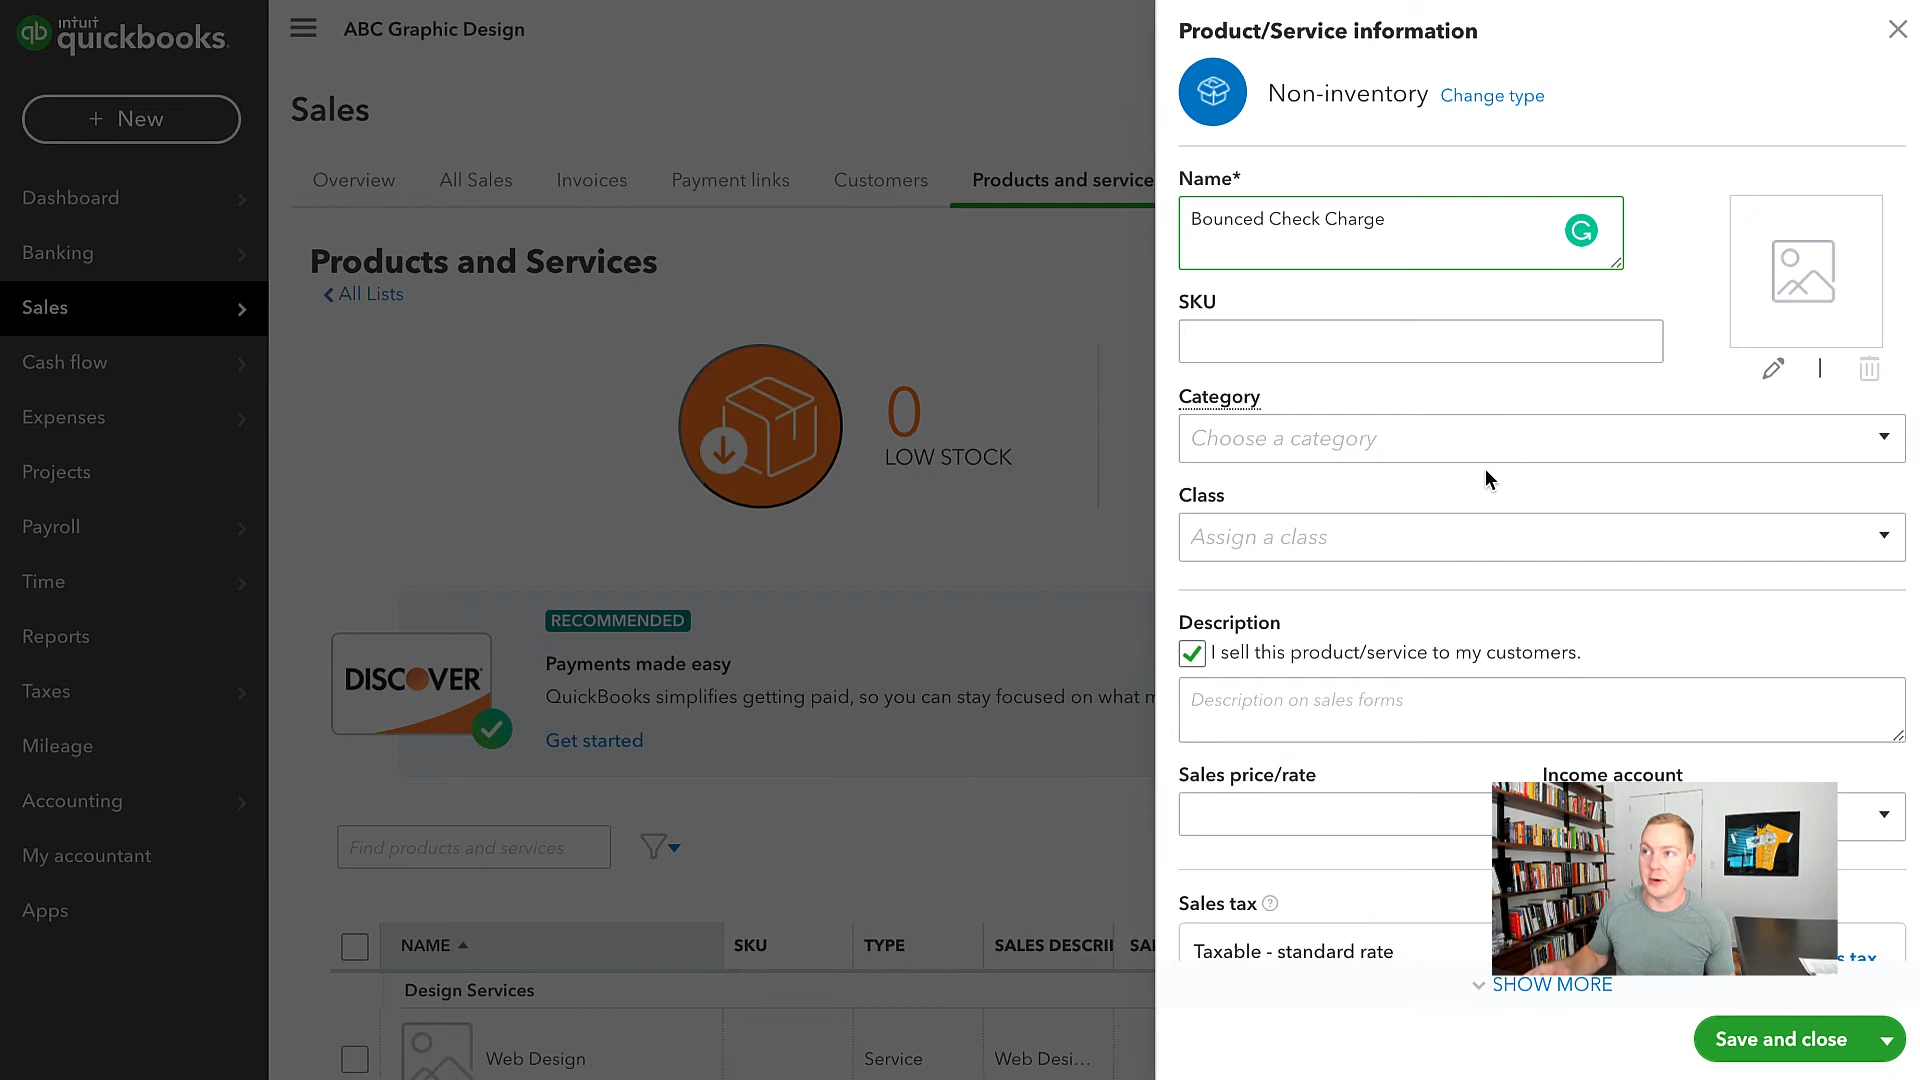 intuit
quickbooks.
+ New
Dashboard
Banking
Sales
Cash flow
Expenses
Projects
Payroll
Time
Reports
Taxes
Mileage
Accounting
My accountant
Apps
ABC Graphic Design
Sales
Overview
All Sales
Invoices
Payment links
Customers
Products and service
Products and Services
All Lists
0
LOW STOCK
RECOMMENDED
DISCOVER
Payments made easy
QuickBooks simplifies getting paid, so you can stay focused on what m
Get started
Find products and services
NAME
SKU
TYPE
SALES DESCRI
SA
Design Services
Web Design
Service
Web Desi...
Product/Service information
Non-inventory
Change type
Name*
Bounced Check Charge
SKU
Category
Choose a category
Class
Assign a class
Description
I sell this product/service to my customers.
Description on sales forms
Sales price/rate
Income account
Sales tax
Taxable - standard rate
s tax
SHOW MORE
Save and close